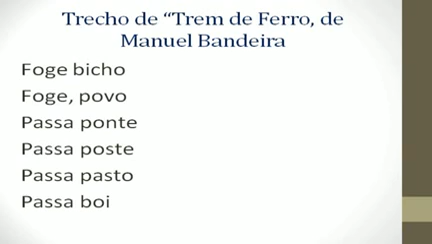 Trecho de “Trem de Ferro, de
Manuel Bandeira
Foge bicho
Foge, povo
Passa ponte
Passa poste
Passa pasto
Passa boi